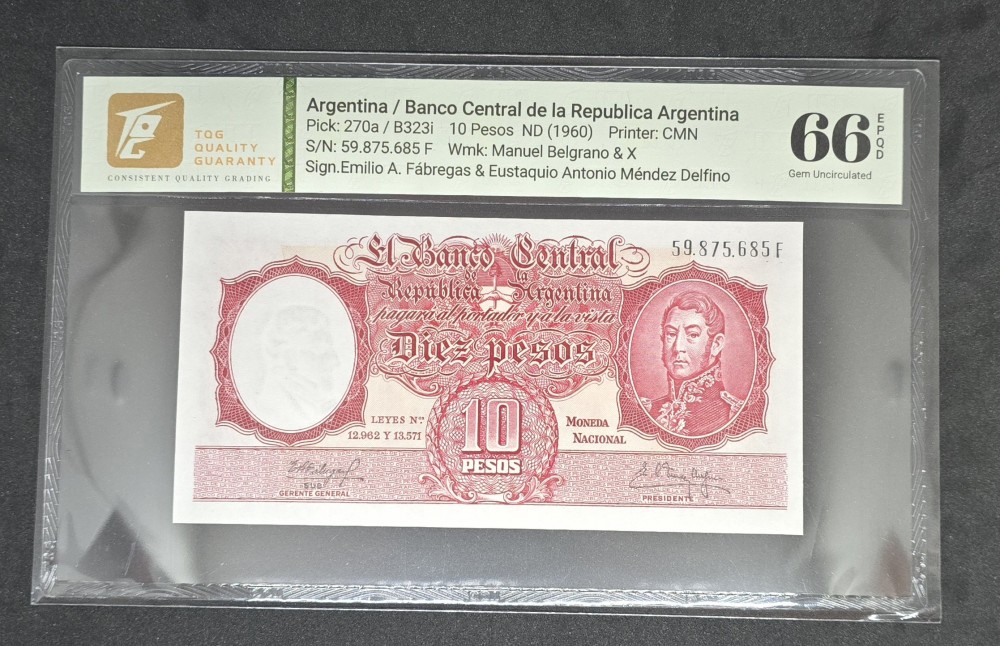 TQG
QUALITY
GUARANTY
CONSISTENT QUALITY GRADING
Argentina / Banco Central de la Republica Argentina
Pick: 270a / B323i 10 Pesos ND (1960) Printer: CMN
S/N: 59.875.685 F Wmk: Manuel Belgrano & X
Sign.Emilio A. Fábregas & Eustaquio Antonio Méndez Delfino
66
EPQD
Gem Uncirculated
59.875.685 F
El Banco Central
de la
República Argentina
pagará al portador y a la vista
Diez pesos
LEYES Nos.
12.962 Y 13.571
10
PESOS
MONEDA
NACIONAL
SUB
GERENTE GENERAL
PRESIDENTE